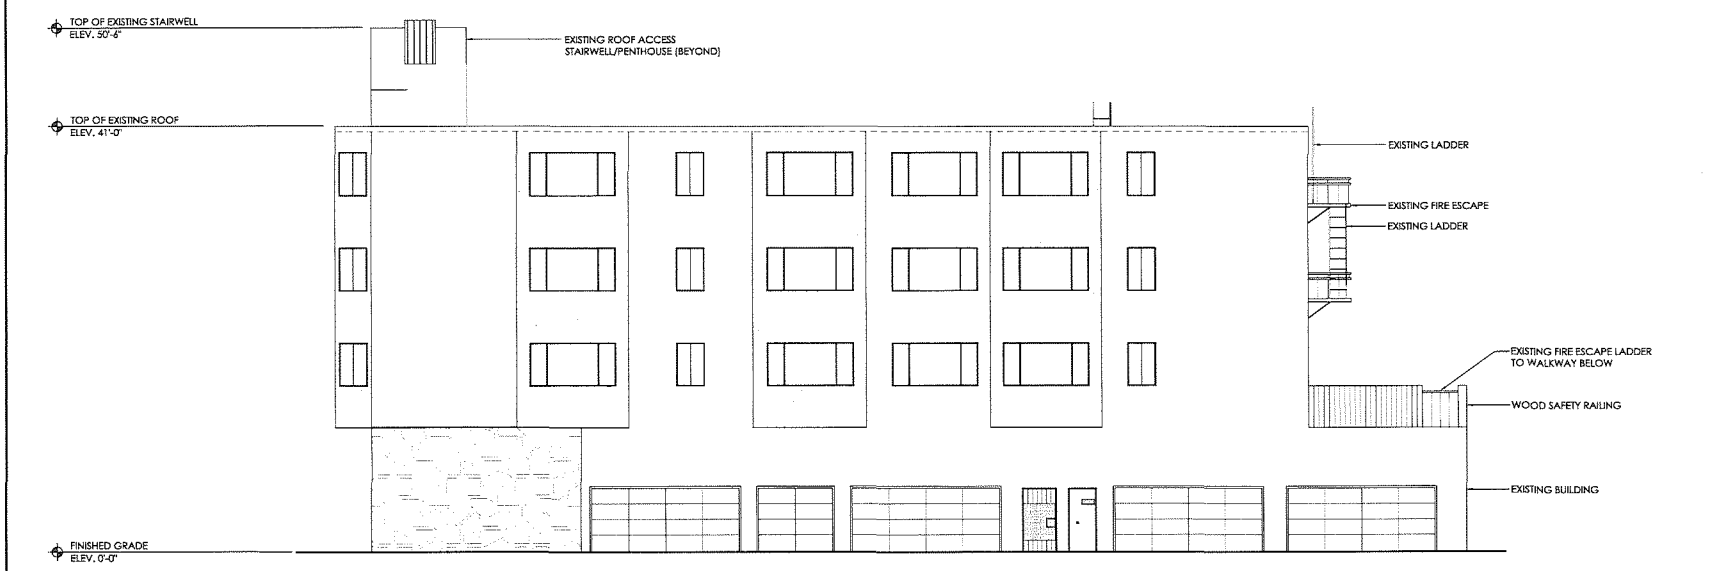 TOP OF EXISTING STAIRWELL
ELEV. 50'-6"
EXISTING ROOF ACCESS
STAIRWELL/PENTHOUSE (BEYOND)
TOP OF EXISTING ROOF
ELEV. 41'-0"
EXISTING LADDER
EXISTING FIRE ESCAPE
EXISTING LADDER
EXISTING FIRE ESCAPE LADDER
TO WALKWAY BELOW
WOOD SAFETY RAILING
EXISTING BUILDING
FINISHED GRADE
ELEV. 0'-0"